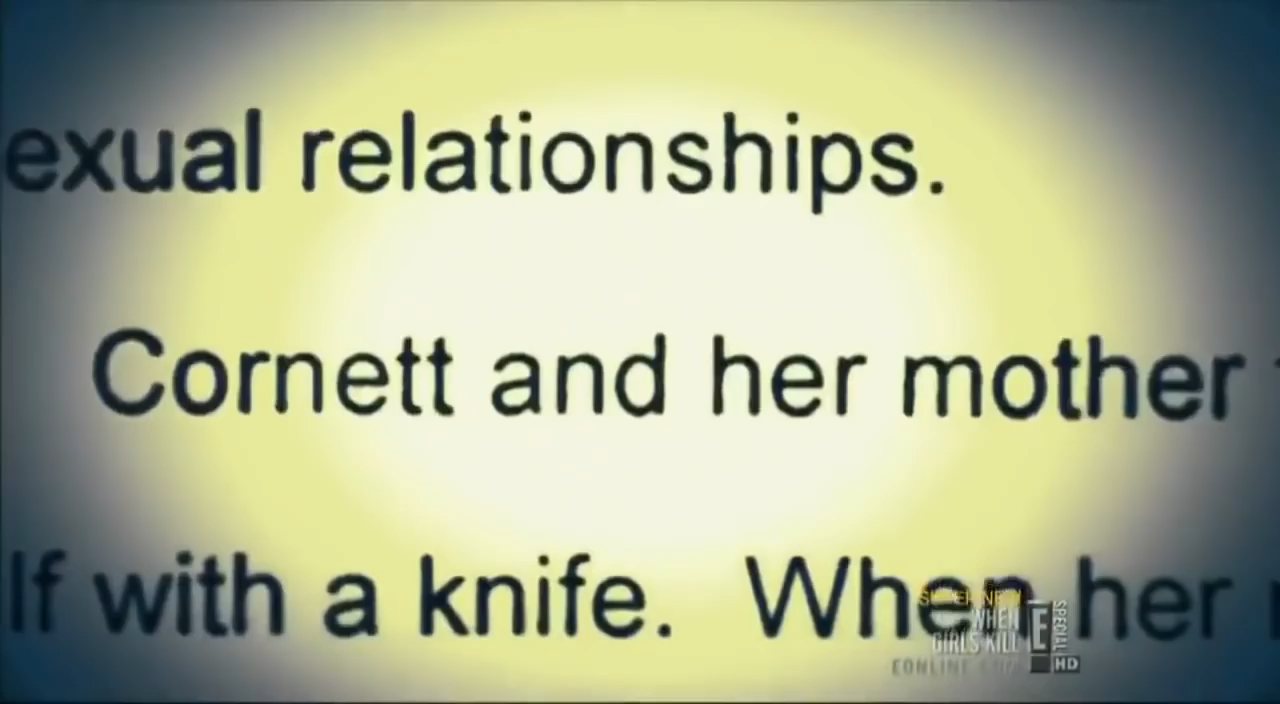 exual relationships.
Cornett and her mother
lf with a knife. When her
WHEN
GIRLS KILL
E
SPECIAL
HD